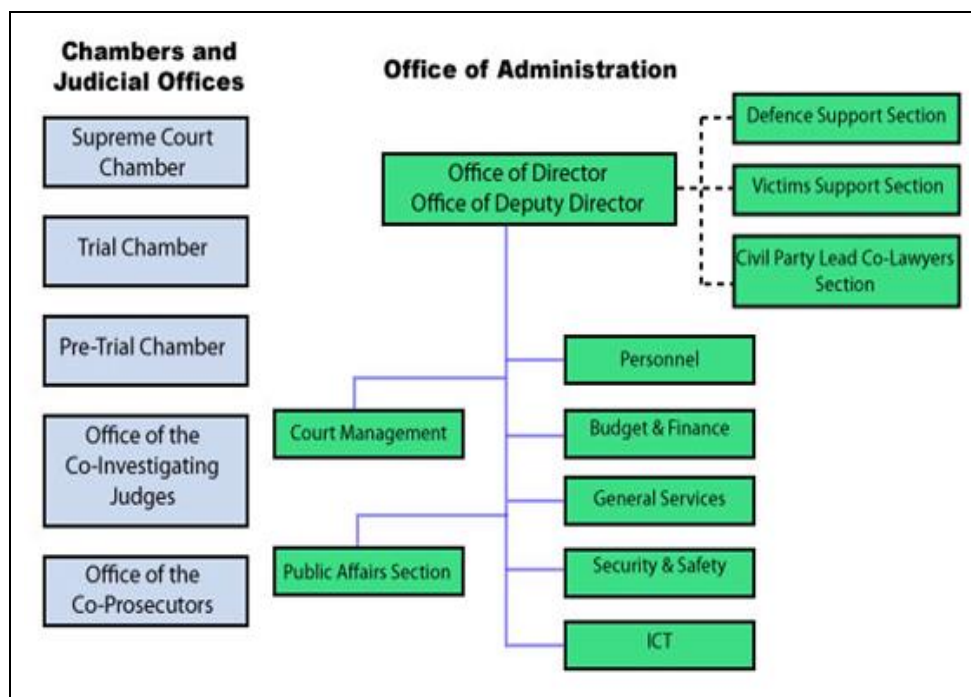 Chambers and
Judicial Offices
Supreme Court
Chamber
Trial Chamber
Pre-Trial Chamber
Office of the
Co-Investigating
Judges
Office of the
Co-Prosecutors
Office of Administration
Office of Director
Office of Deputy Director
Defence Support Section
Victims Support Section
Civil Party Lead Co-Lawyers
Section
Court Management
Public Affairs Section
Personnel
Budget & Finance
General Services
Security & Safety
ICT